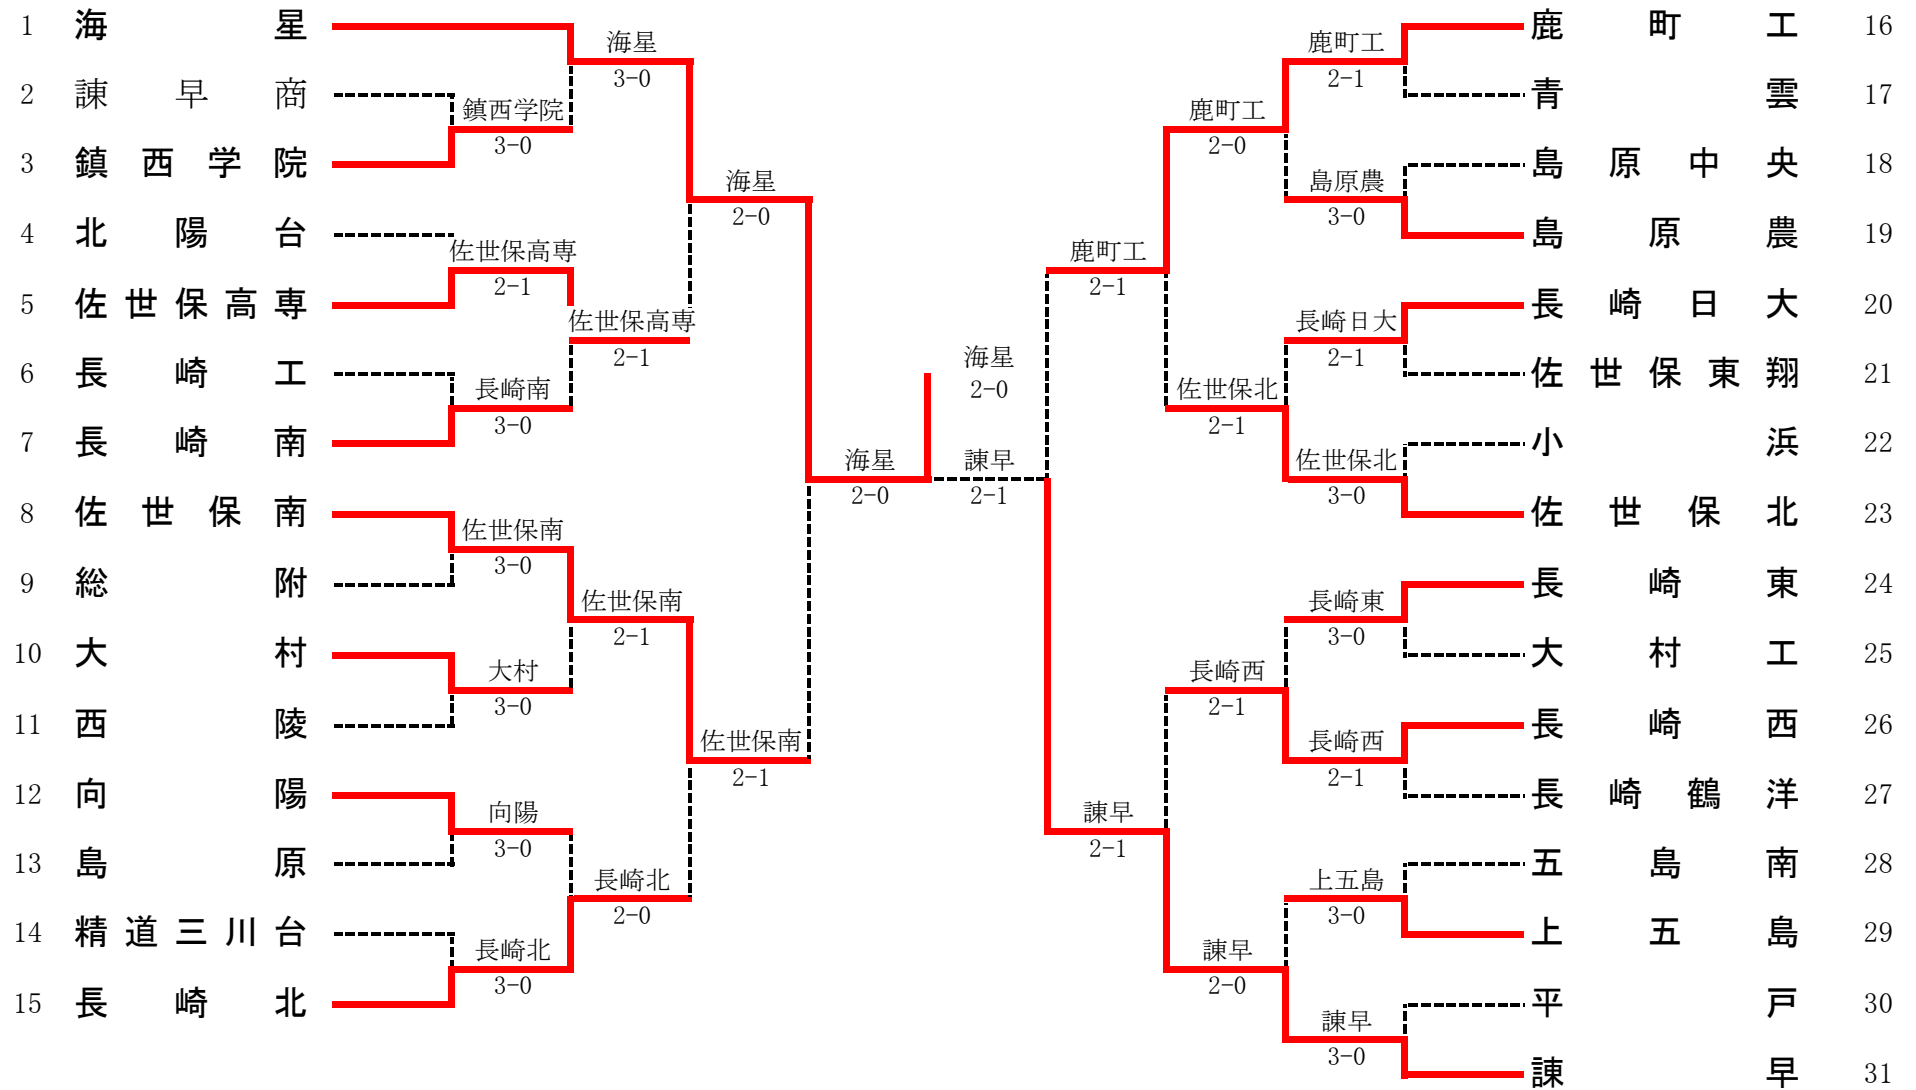 1 海星
2 諫早商
3 鎮西学院
4 北陽台
5 佐世保高専
6 長崎工
7 長崎南
8 佐世保南
9 総附
10 大村
11 西陵
12 向陽
13 島原
14 精道三川台
15 長崎北
鎮西学院
3-0
佐世保高専
2-1
長崎南
3-0
佐世保南
3-0
大村
3-0
向陽
3-0
長崎北
3-0
海星
3-0
佐世保高専
2-1
佐世保南
2-1
長崎北
2-0
海星
2-0
佐世保南
2-1
海星
2-0
海星
2-0
諫早
2-1
鹿町工
2-1
諫早
2-1
鹿町工
2-0
佐世保北
2-1
長崎西
2-1
諫早
2-0
鹿町工
2-1
島原農
3-0
長崎日大
2-1
佐世保北
3-0
長崎東
3-0
長崎西
2-1
上五島
3-0
諫早
3-0
鹿町工 16
青雲 17
島原中央 18
島原農 19
長崎日大 20
佐世保東翔 21
小浜 22
佐世保北 23
長崎東 24
大村工 25
長崎西 26
長崎鶴洋 27
五島南 28
上五島 29
平戸 30
諫早 31